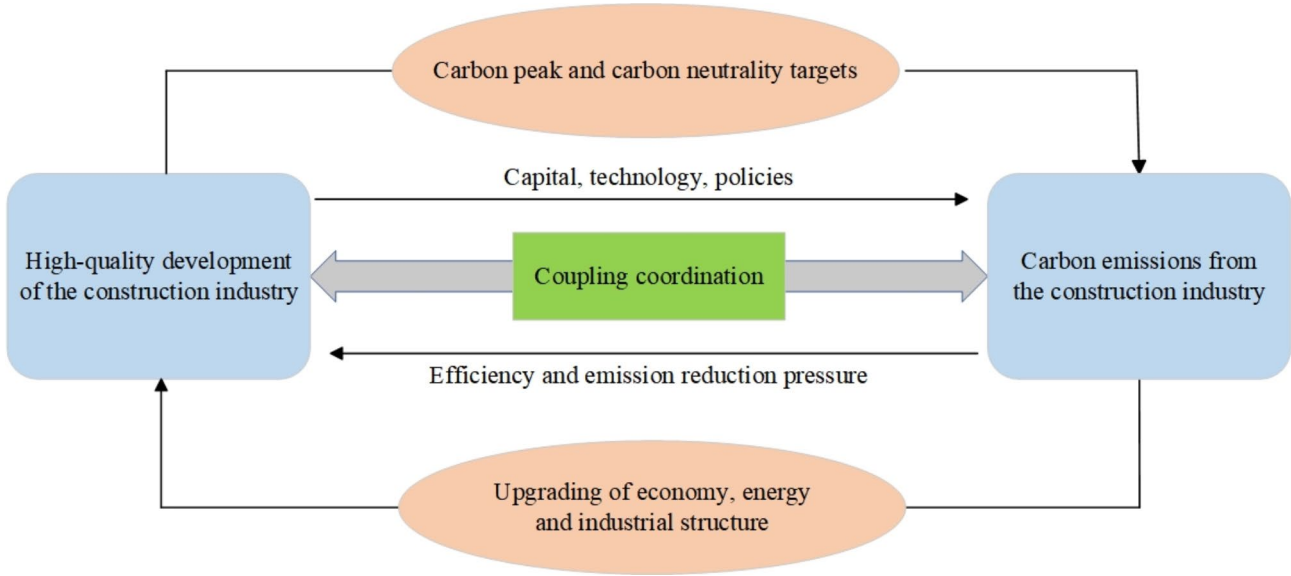 Carbon peak and carbon neutrality targets
Capital, technology, policies
High-quality development
of the construction industry
Coupling coordination
Carbon emissions from
the construction industry
Efficiency and emission reduction pressure
Upgrading of economy, energy
and industrial structure